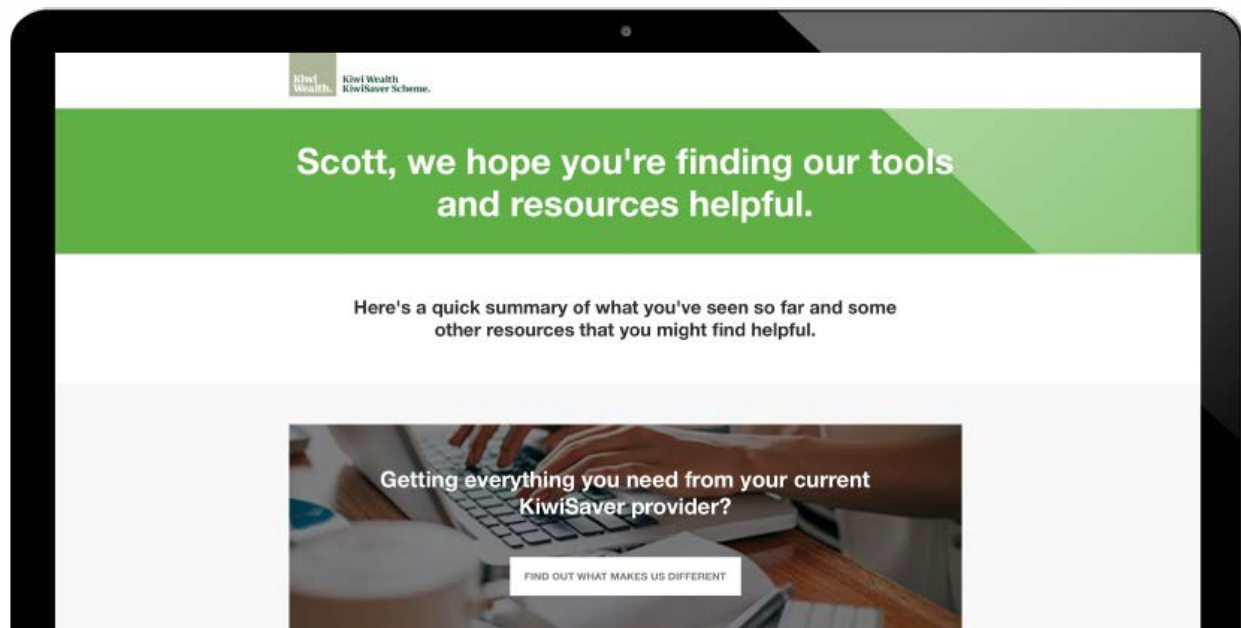 Kiwi
Wealth.
Kiwi Wealth
KiwiSaver Scheme.
Scott, we hope you're finding our tools
and resources helpful.
Here's a quick summary of what you've seen so far and some
other resources that you might find helpful.
Getting everything you need from your current
KiwiSaver provider?
FIND OUT WHAT MAKES US DIFFERENT